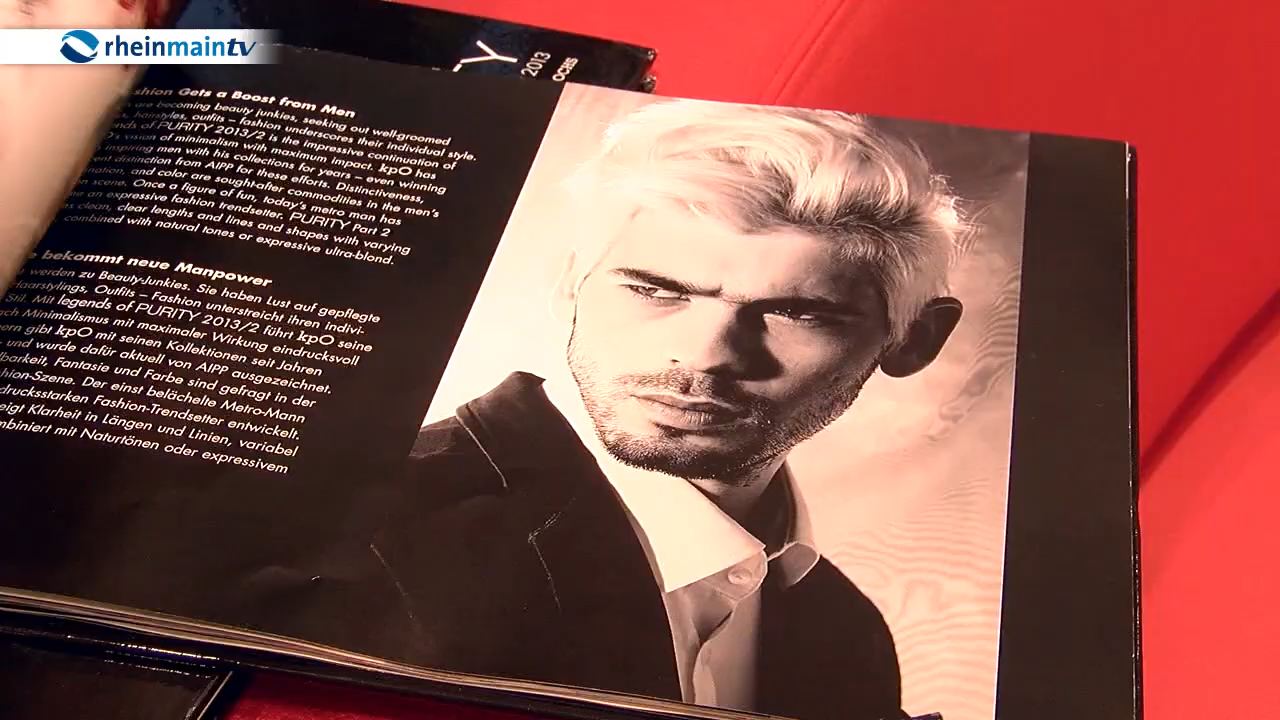 rheinmaintv
TY
2013
OCHS
Gets a Boost from Men
are becoming beauty junkies, seeking out well-groomed
hairstyles, outfits – fashion underscores their individual style.
of PURITY 2013/2 is the impressive continuation of
vision of minimalism with maximum impact. kpO has
men with his collections for years – even winning
distinction from AIPP for these efforts. Distinctiveness,
and color are sought-after commodities in the men's
scene. Once a figure of fun, today's metro man has
an expressive fashion trendsetter. PURITY Part 2
clean, clear lengths and lines and shapes with varying
combined with natural tones or expressive ultra-blond.
bekommt neue Manpower
werden zu Beauty-Junkies. Sie haben Lust auf gepflegte
Haarstylings, Outfits – Fashion unterstreicht ihren indivi-
Stil. Mit legends of PURITY 2013/2 führt kpO seine
Minimalismus mit maximaler Wirkung eindrucksvoll
gibt kpO mit seinen Kollektionen seit Jahren
und wurde dafür aktuell von AIPP ausgezeichnet.
barkeit, Fantasie und Farbe sind gefragt in der
hion-Szene. Der einst belächelte Metro-Mann
drucksstarken Fashion-Trendsetter entwickelt.
eigt Klarheit in Längen und Linien, variabel
mbiniert mit Naturtönen oder expressivem